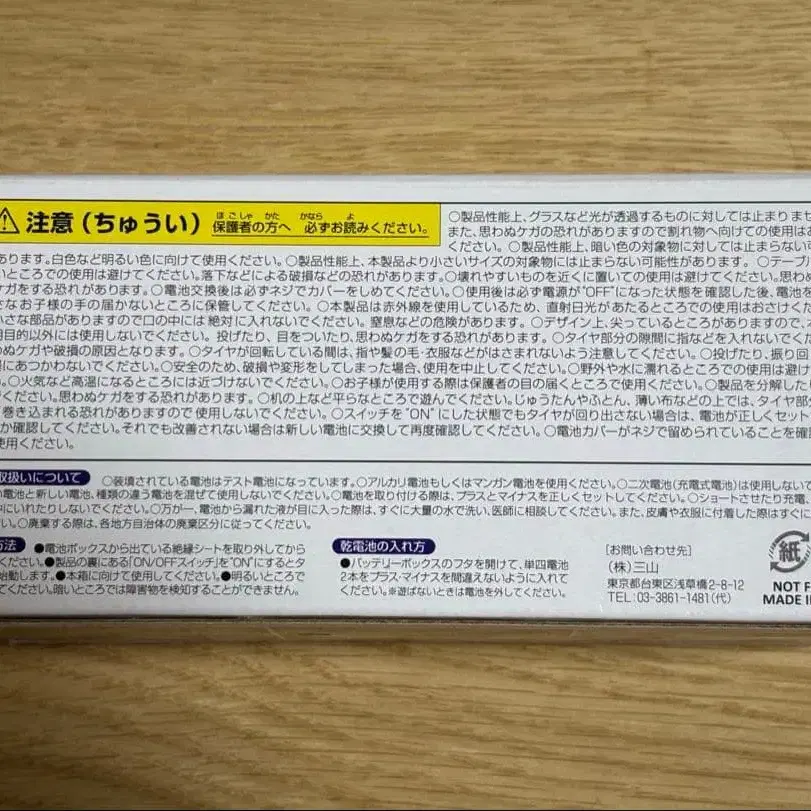 注意(ちゅうい) 保護者の方へ 必ずお読みください。
ほごしゃ かた かなら よ
○製品性能上、グラスなど光が透過するものに対しては止まりませ
また、思わぬケガの恐れがありますので割れ物へ向けての使用はお
ください。 ○製品性能上、暗い色の対象物に対しては止まらない
あります。白色など明るい色に向けて使用ください。○製品性能上、本製品より小さいサイズの対象物には止まらない可能性があります。 ○テーブル
いところでの使用は避けてください。落下などによる破損などの恐れがあります。○壊れやすいものを近くに置いての使用は避けてください。思わぬ
ケガをする恐れがあります。○電池交換後は必ずネジでカバーをしめてください。○使用後は必ず電源が"OFF"になった状態を確認した後、電池を
さなお子様の手の届かないところに保管してください。○本製品は赤外線を使用しているため、直射日光があたるところでの使用はおさけくだ
小さな部品がありますので口の中には絶対に入れないでください。窒息などの危険があります。○デザイン上、尖っているところがありますので、
用目的以外には使用しないでください。投げたり、目をついたり、思わぬケガをする恐れがあります。○タイヤ部分の隙間に指などを入れないでく
わぬケガや破損の原因となります。○タイヤが回転している間は、指や髪の毛・衣服などがはさまれないよう注意してください。○投げたり、振り回
にあつかわないでください。○安全のため、破損や変形をしてしまった場合、使用を中止してください。○野外や水に濡れるところでの使用は避け
○火気など高温になるところには近づけないでください。○お子様が使用する際は保護者の目の届くところで使用ください。○製品を分解した
でください。思わぬケガをする恐れがあります。○机の上など平らなところで遊んでください。じゅうたんやふとん、薄い布などの上では、タイヤ部
巻き込まれる恐れがありますので使用しないでください。○スイッチを"ON"にした状態でもタイヤが回り出さない場合は、電池が正しくセット
か確認してください。それでも改善されない場合は新しい電池に交換して再度確認してください。○電池カバーがネジで留められていることを確認
使用ください。
取扱いについて ○装填されている電池はテスト電池になっています。○アルカリ電池もしくはマンガン電池を使用ください。○二次電池(充電式電池)は使用しないで
い電池と新しい電池、種類の違う電池を混ぜて使用しないでください。○電池を取り付ける際は、プラスとマイナスを正しくセットしてください。○ショートさせたり充電、
中にいれたりしないでください。○万が一、電池から漏れた液が目に入った際は、すぐに大量の水で洗い、医師に相談してください。また、皮膚や衣服に付着した際はすぐに
。○廃棄する際は、各地方自治体の廃棄区分に従ってください。
方法 ●電池ボックスから出ている絶縁シートを取り外してから
ください。●製品の裏にある「ON/OFFスイッチ」を"ON"にするとタ
始動します。●本箱に向けてください。●明るいところで
してください。暗いところでは障害物を検知することができません。
乾電池の入れ方
●バッテリーボックスのフタを開けて、単四電池
2本をプラス・マイナスを間違えないように入れて
ください。※遊ばないときは電池を外してください。
[お問い合わせ先]
(株)三山
東京都台東区浅草橋2-8-12
TEL:03-3861-1481(代)
紙
NOT F
MADE I